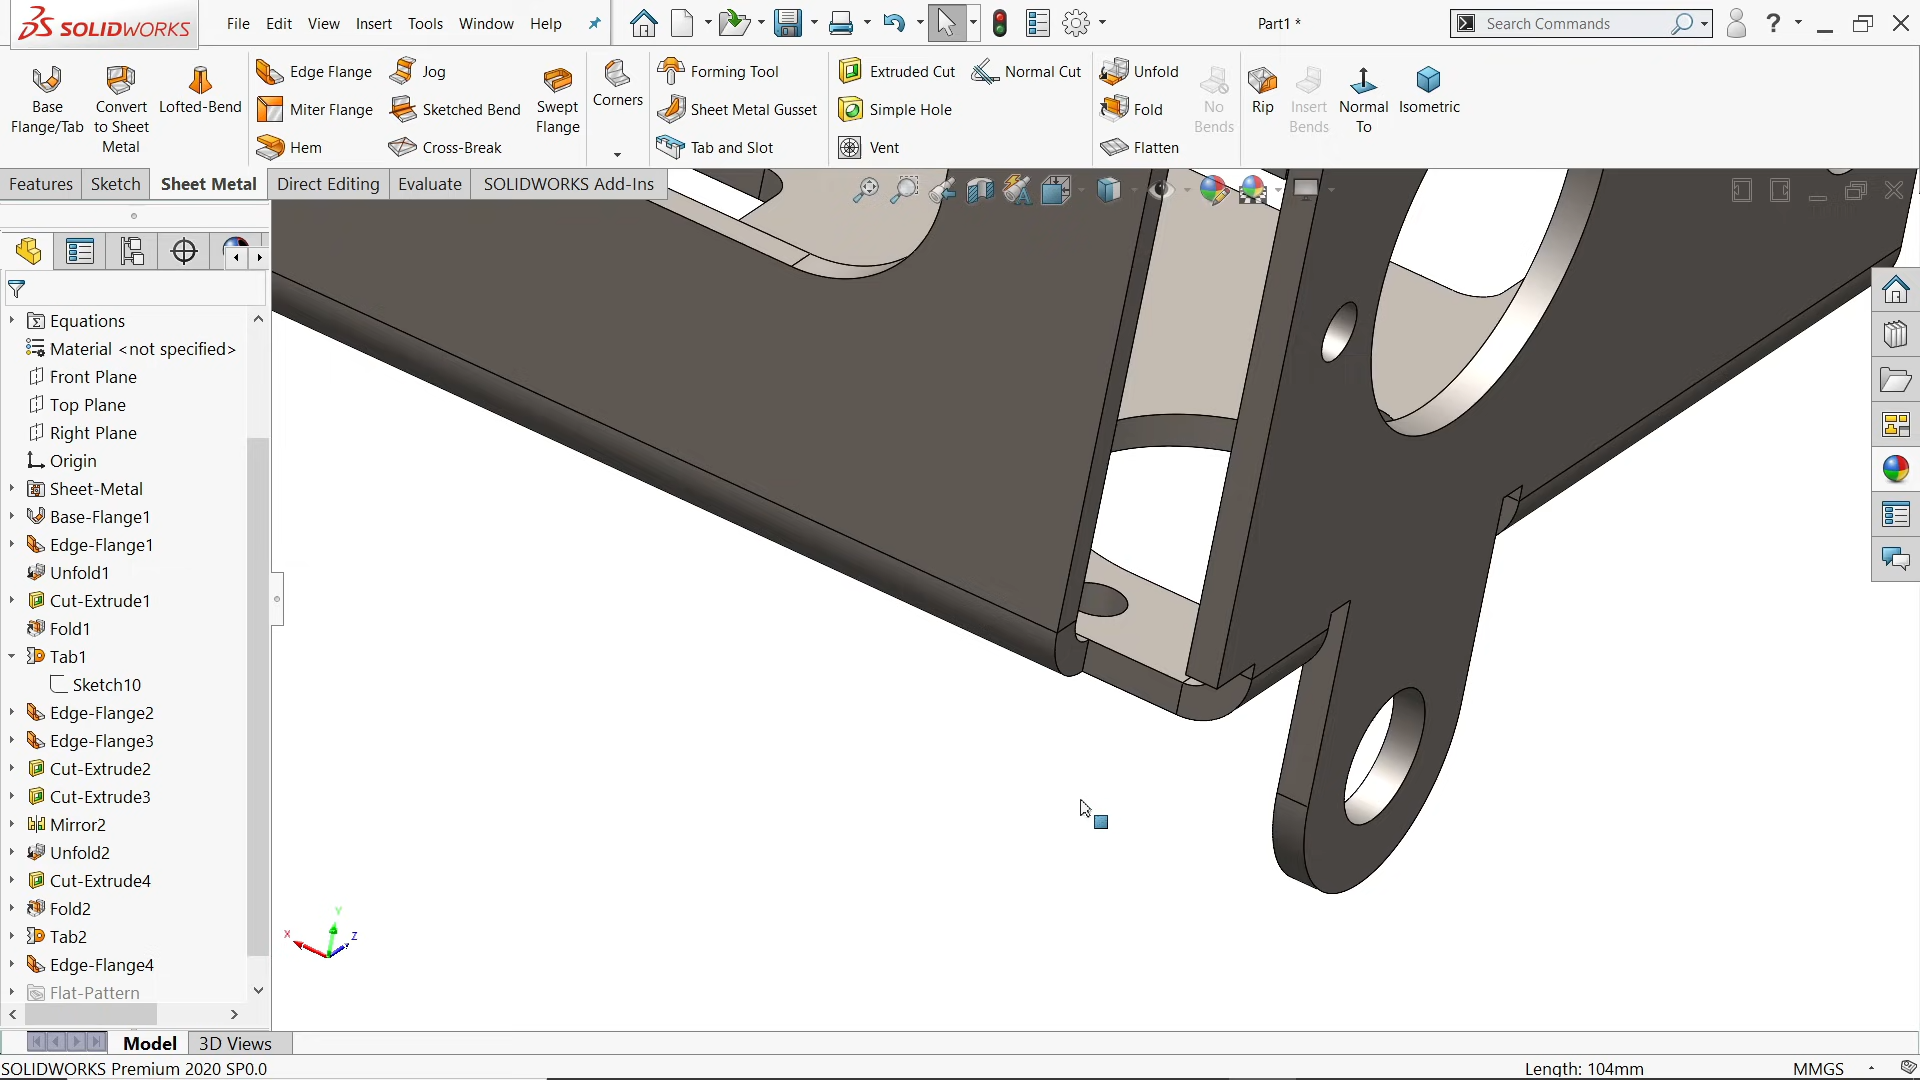 SOLIDWORKS
File Edit View Insert Tools Window Help
Part1 *
Search Commands
?
Base Flange/Tab
Convert to Sheet Metal
Lofted-Bend
Edge Flange
Miter Flange
Hem
Jog
Sketched Bend
Cross-Break
Swept Flange
Corners
Forming Tool
Sheet Metal Gusset
Tab and Slot
Extruded Cut
Simple Hole
Vent
Normal Cut
Unfold
Fold
Flatten
No Bends
Rip
Insert Bends
Normal To
Isometric
Features
Sketch
Sheet Metal
Direct Editing
Evaluate
SOLIDWORKS Add-Ins
Equations
Material <not specified>
Front Plane
Top Plane
Right Plane
Origin
Sheet-Metal
Base-Flange1
Edge-Flange1
Unfold1
Cut-Extrude1
Fold1
Tab1
Sketch10
Edge-Flange2
Edge-Flange3
Cut-Extrude2
Cut-Extrude3
Mirror2
Unfold2
Cut-Extrude4
Fold2
Tab2
Edge-Flange4
Flat-Pattern
X
Y
Z
Model
3D Views
SOLIDWORKS Premium 2020 SP0.0
Length: 104mm
MMGS